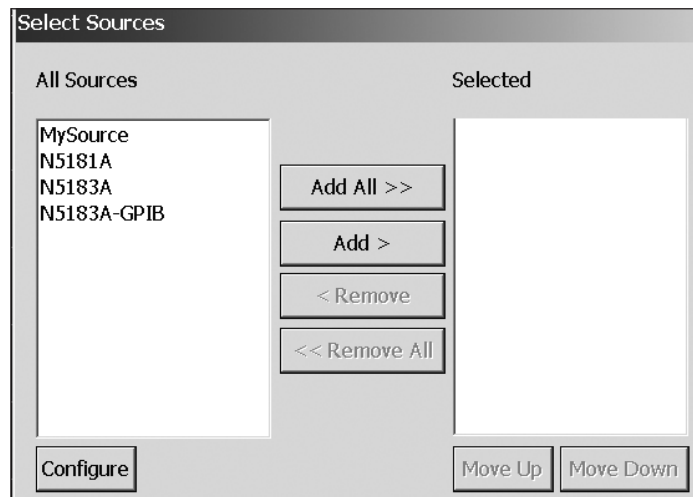 Select Sources
All Sources
Selected
MySource
N5181A
N5183A
N5183A-GPIB
Add All >>
Add >
< Remove
<< Remove All
Configure
Move Up
Move Down